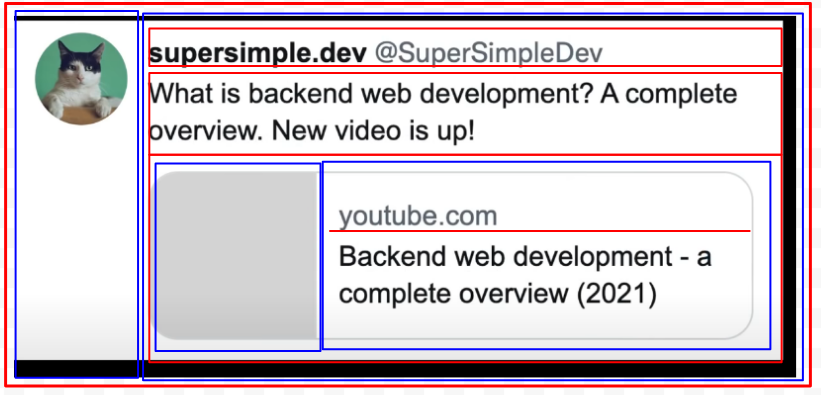 supersimple.dev @SuperSimpleDev
What is backend web development? A complete
overview. New video is up!
youtube.com
Backend web development - a
complete overview (2021)